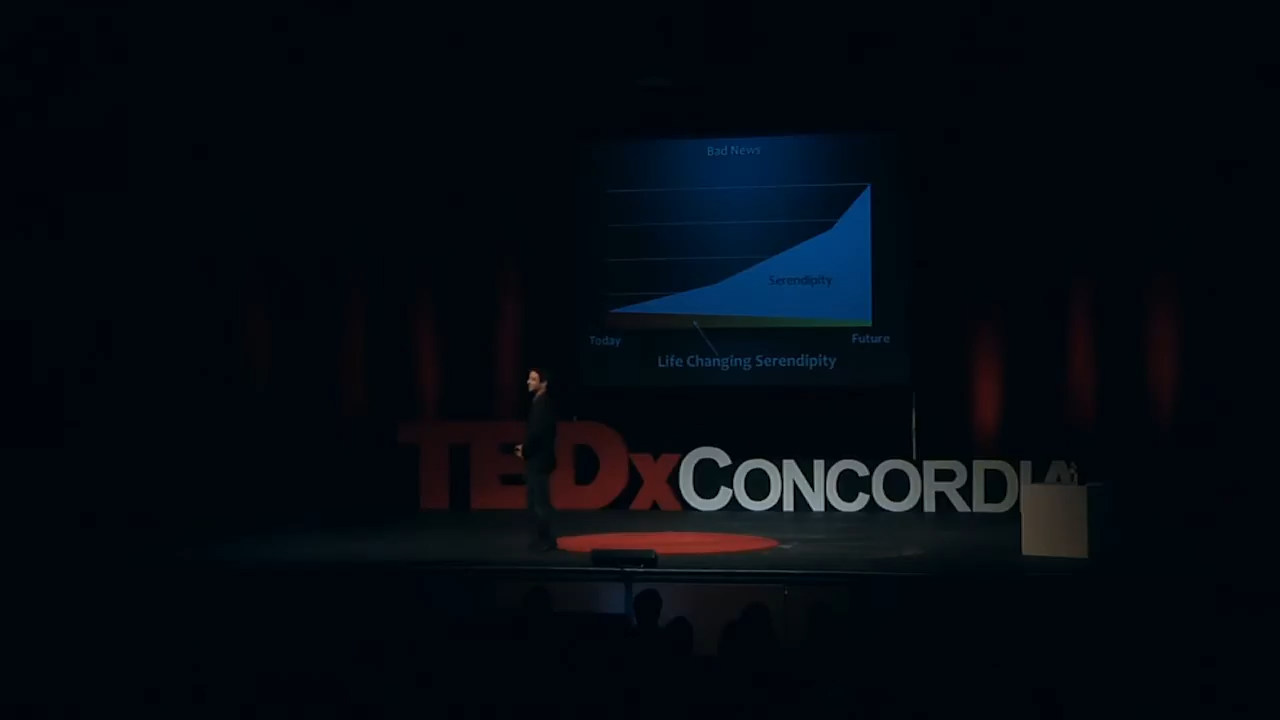 Bad News
Serendipity
Today
Future
Life Changing Serendipity
TEDxCONCORDIA